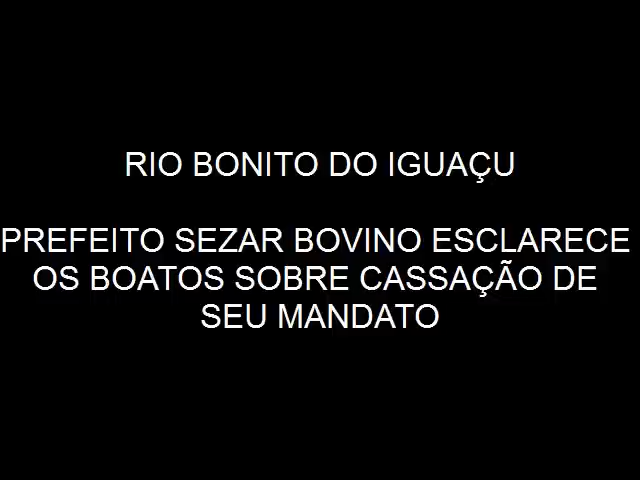 RIO BONITO DO IGUAÇU
PREFEITO SEZAR BOVINO ESCLARECE
OS BOATOS SOBRE CASSAÇÃO DE
SEU MANDATO